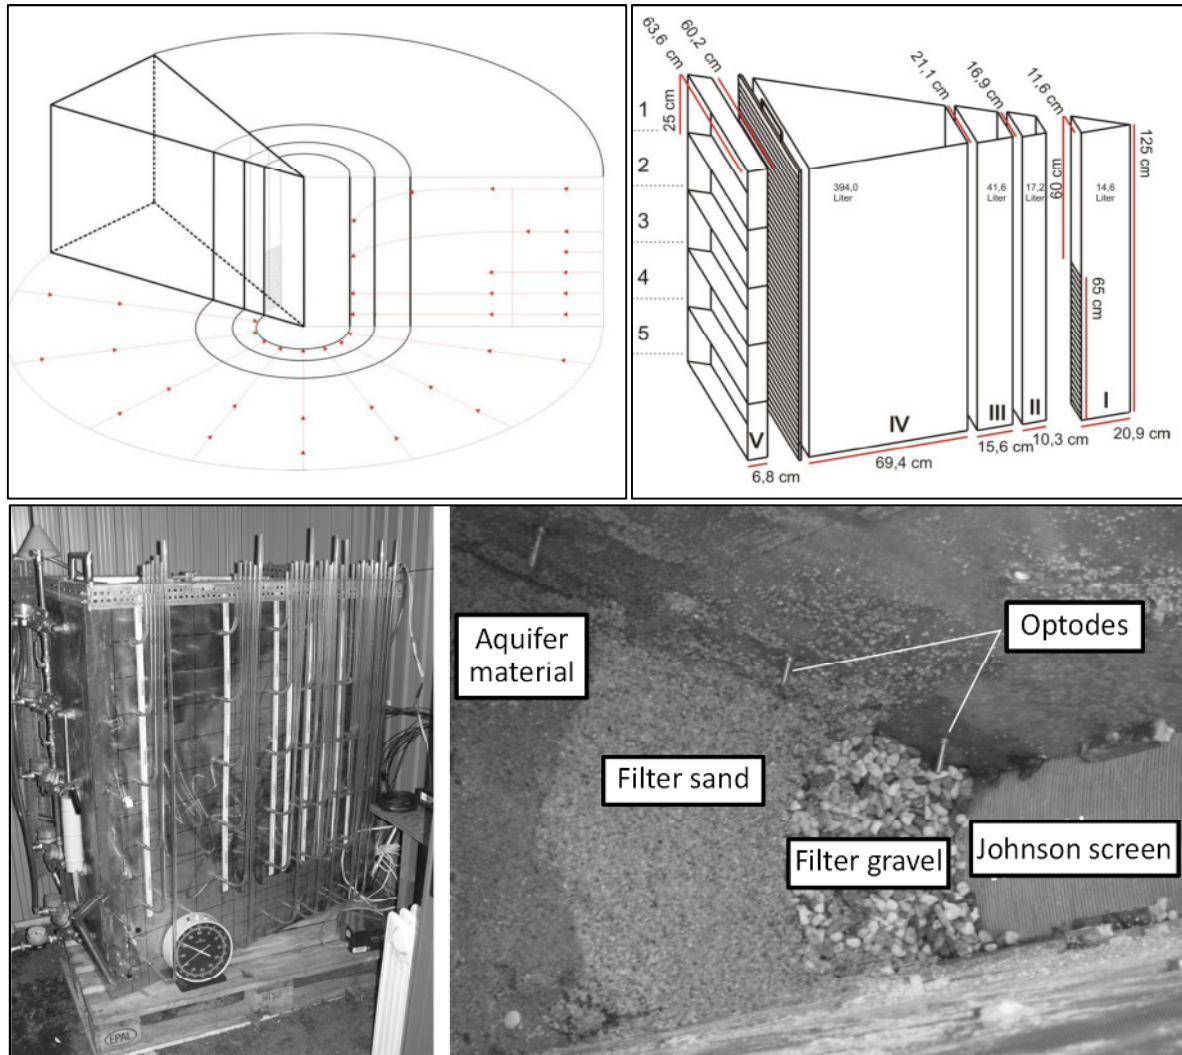 63,6 cm
60,2 cm
25 cm
21,1 cm
16,9 cm
11,6 cm
125 cm
60 cm
65 cm
1
2
3
4
5
394,0
Liter
41,6
Liter
17,2
Liter
14,6
Liter
V
IV
III
II
I
6,8 cm
69,4 cm
15,6 cm
10,3 cm
20,9 cm
EPAL
Aquifer
material
Optodes
Filter sand
Filter gravel
Johnson screen